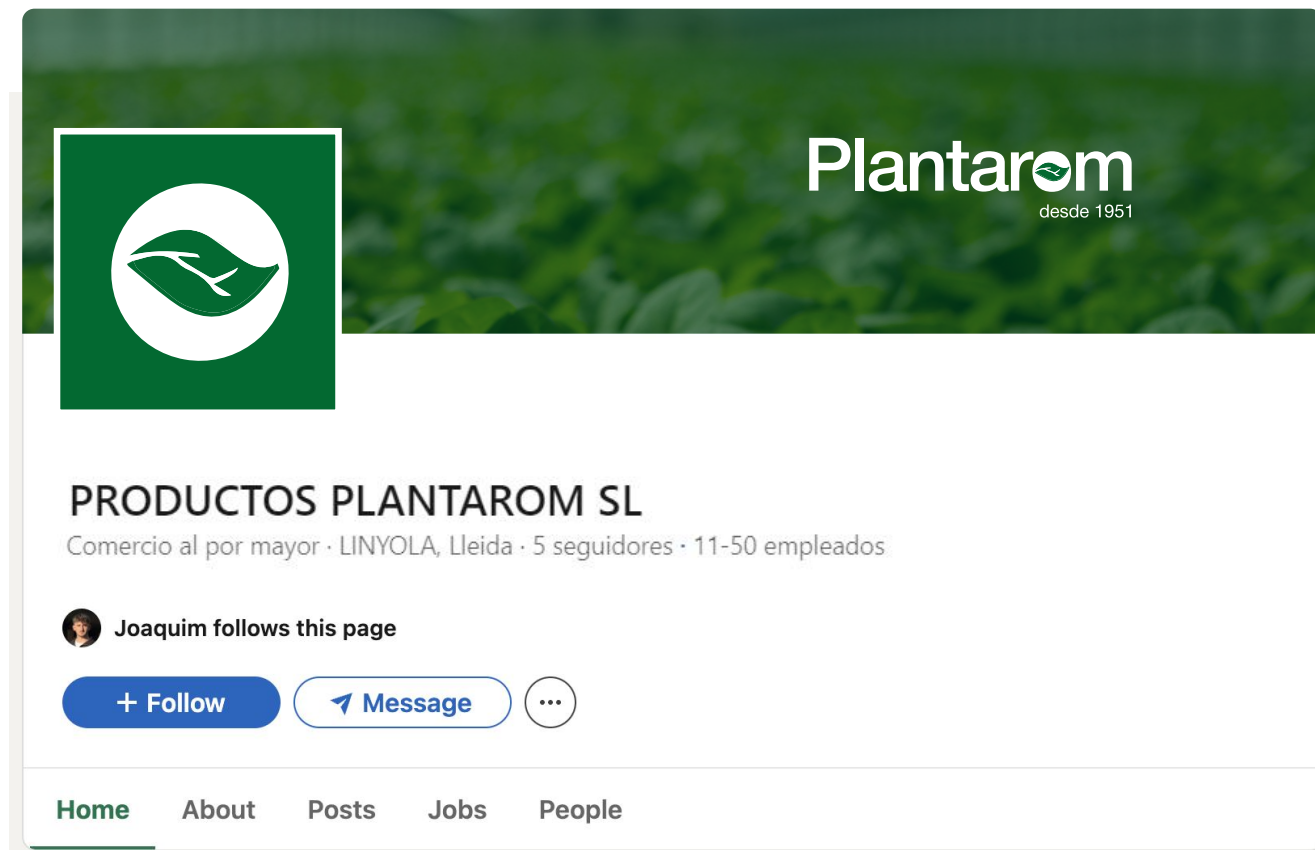 Plantarom
desde 1951
PRODUCTOS PLANTAROM SL
Comercio al por mayor · LINYOLA, Lleida · 5 seguidores · 11-50 empleados
Joaquim follows this page
+ Follow
Message
Home About Posts Jobs People